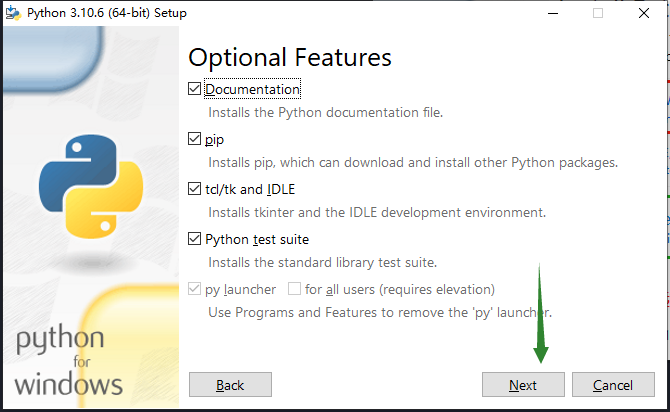 Python 3.10.6 (64-bit) Setup
Optional Features
Documentation
Installs the Python documentation file.
pip
Installs pip, which can download and install other Python packages.
tcl/tk and IDLE
Installs tkinter and the IDLE development environment.
Python test suite
Installs the standard library test suite.
py launcher for all users (requires elevation)
Use Programs and Features to remove the 'py' launcher.
python
for
windows
Back Next Cancel